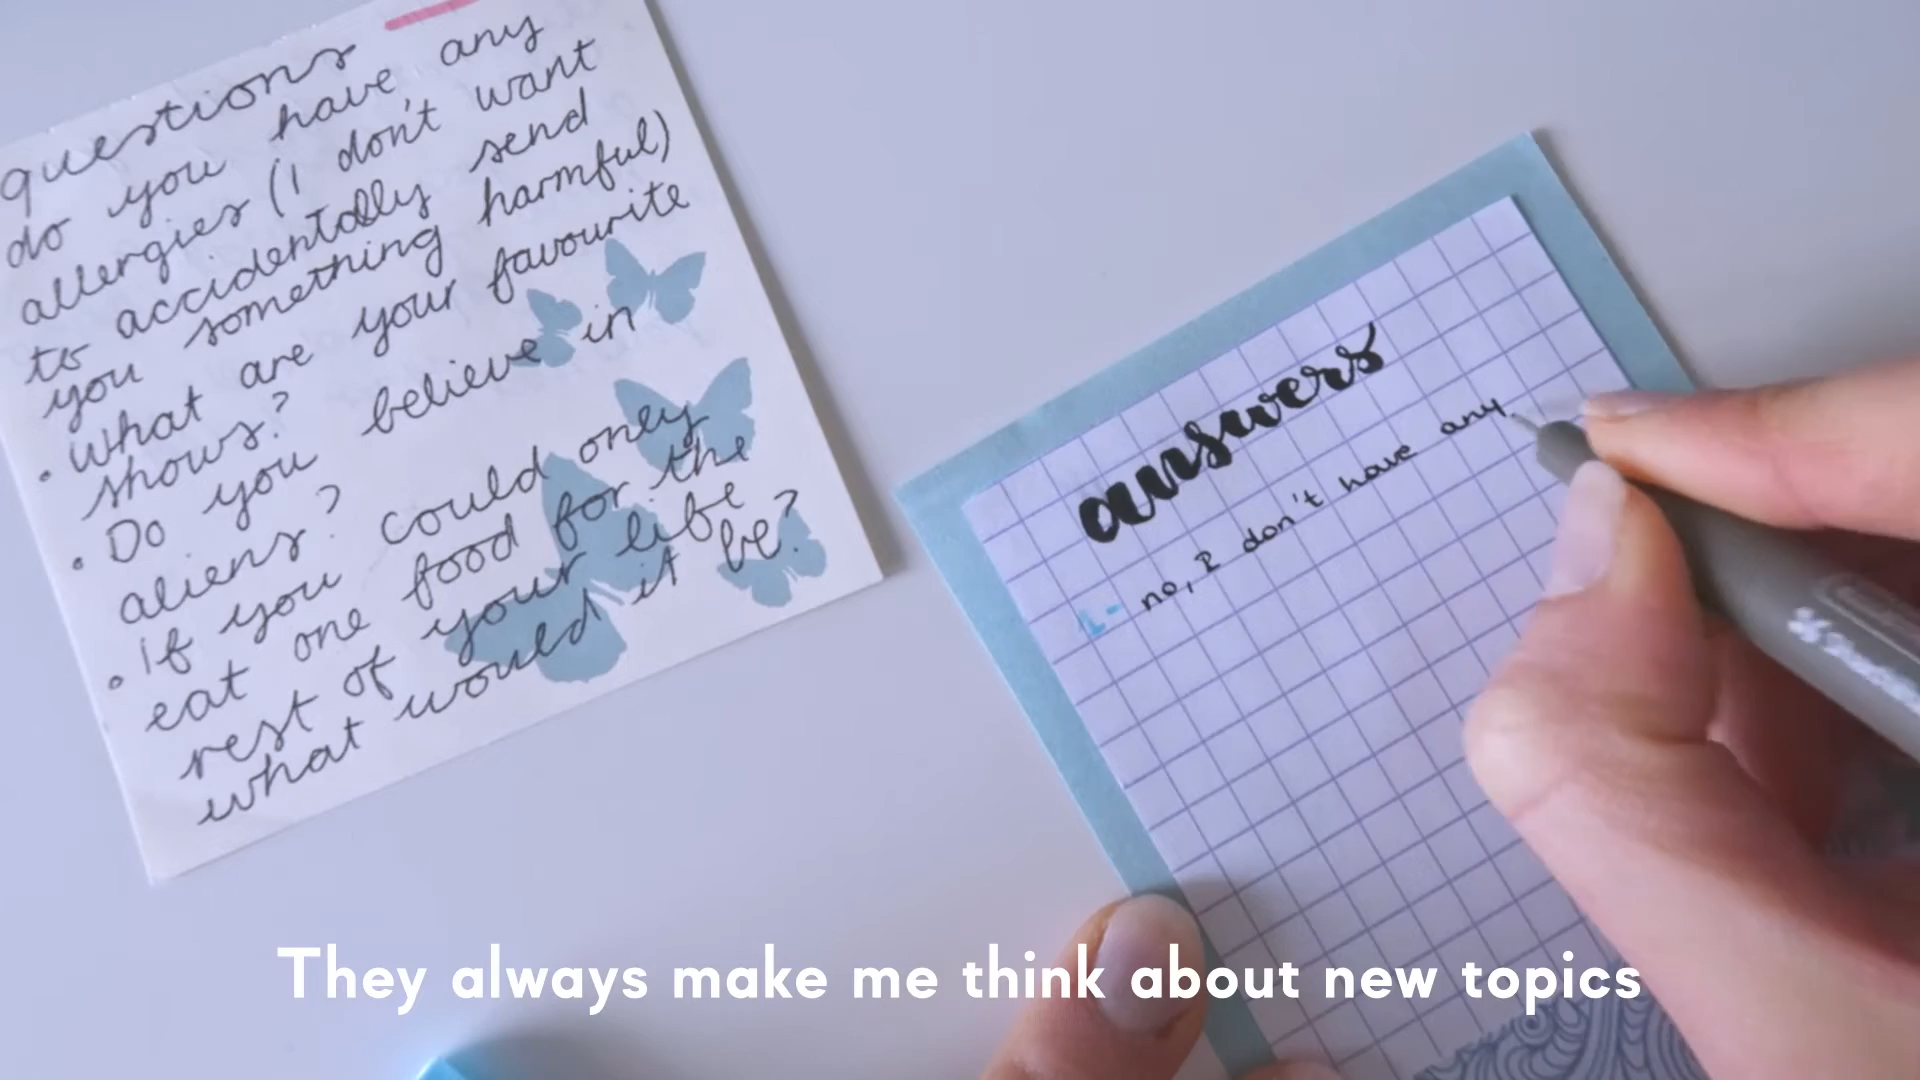 questions
do you have any
allergies (I don't want
to accidentally send
you something harmful)
• What are your favourite
shows?
• Do you believe in
aliens?
• If you could only
eat one food for the
rest of your life
what would it be?
answers
1- no, I don't have any.
They always make me think about new topics